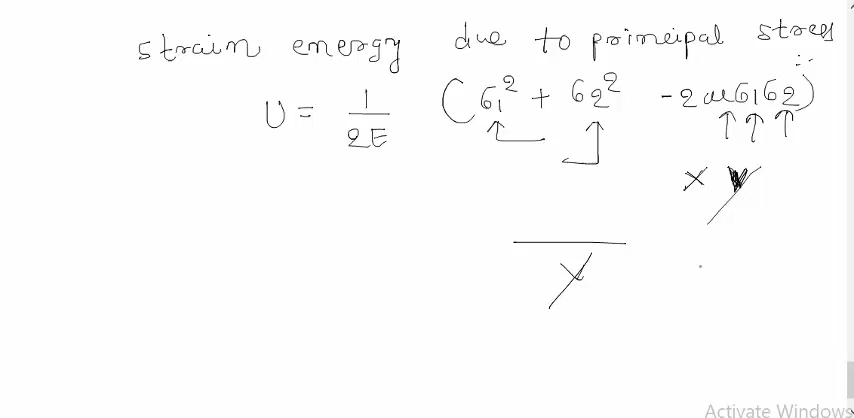 strain energy due to principal stress
U = 1/2E (σ1² + σ2² - 2μσ1σ2)
x y
x
Activate Windows